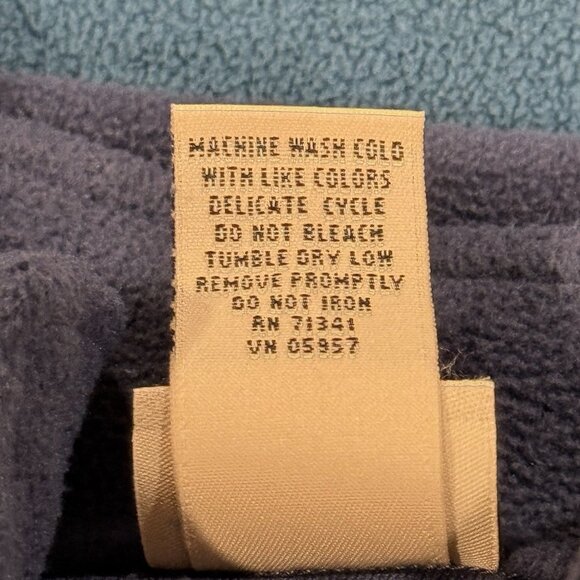 MACHINE WASH COLD
WITH LIKE COLORS
DELICATE CYCLE
DO NOT BLEACH
TUMBLE DRY LOW
REMOVE PROMPTLY
DO NOT IRON
RN 71341
VN 05957